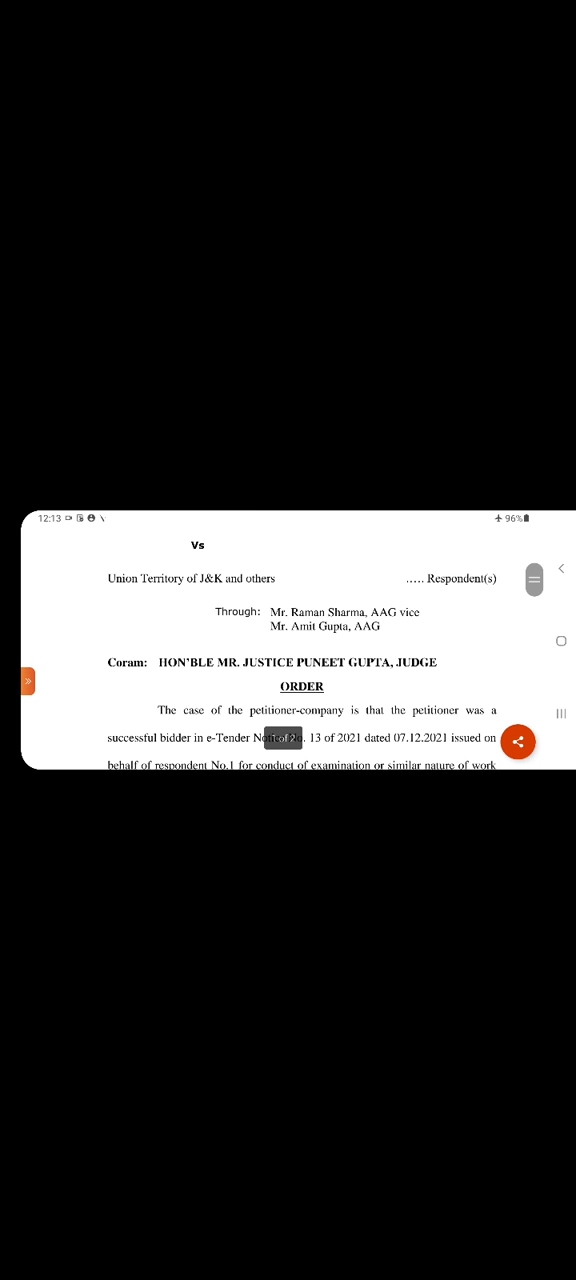 12:13
96%
Vs
Union Territory of J&K and others ..... Respondent(s)
Through: Mr. Raman Sharma, AAG vice
Mr. Amit Gupta, AAG
Coram: HON'BLE MR. JUSTICE PUNEET GUPTA, JUDGE
ORDER
The case of the petitioner-company is that the petitioner was a
successful bidder in e-Tender 13 of 2021 dated 07.12.2021 issued on
1 of 2
behalf of respondent No.1 for conduct of examination or similar nature of work